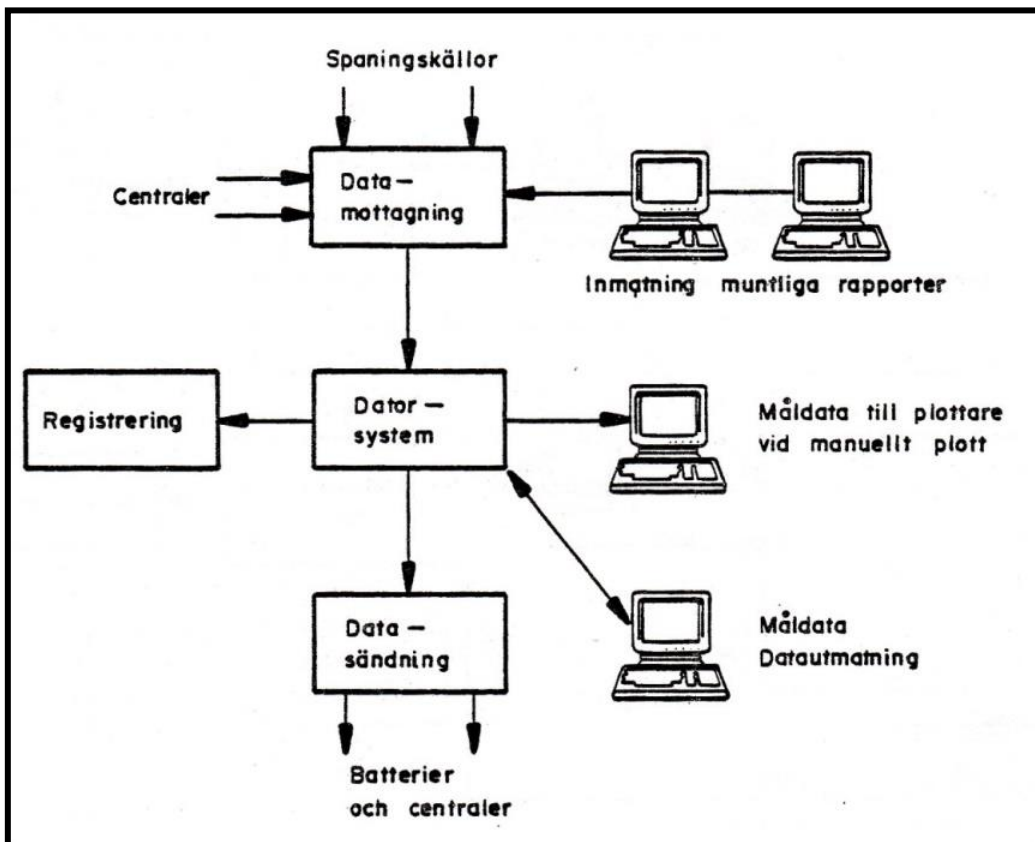 Spaningskällor
Centraler
Data —
mottagning
Inmatning muntliga rapporter
Registrering
Dator —
system
Måldata till plottare
vid manuellt plott
Data —
sändning
Måldata
Datautmatning
Batterier
och centraler